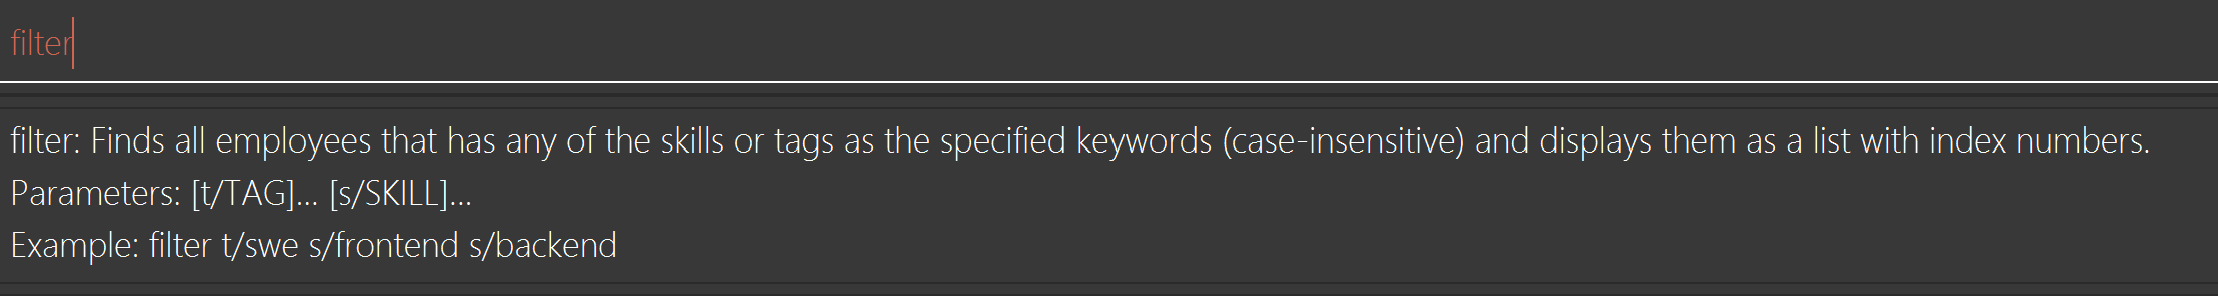 filter
filter: Finds all employees that has any of the skills or tags as the specified keywords (case-insensitive) and displays them as a list with index numbers.
Parameters: [t/TAG]... [s/SKILL]...
Example: filter t/swe s/frontend s/backend